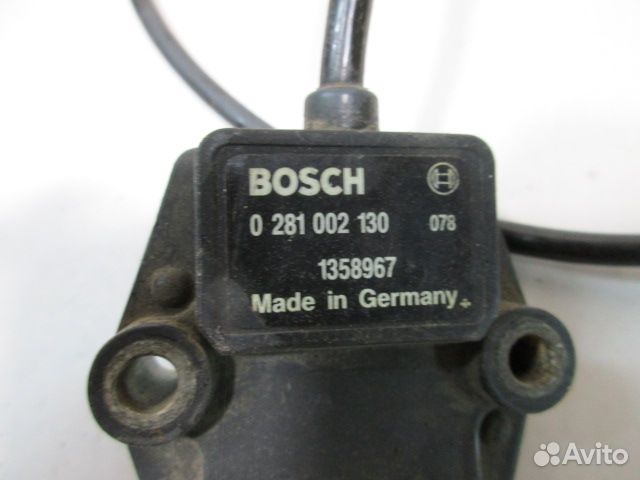 BOSCH
0 281 002 130 078
1358967
Made in Germany
Avito